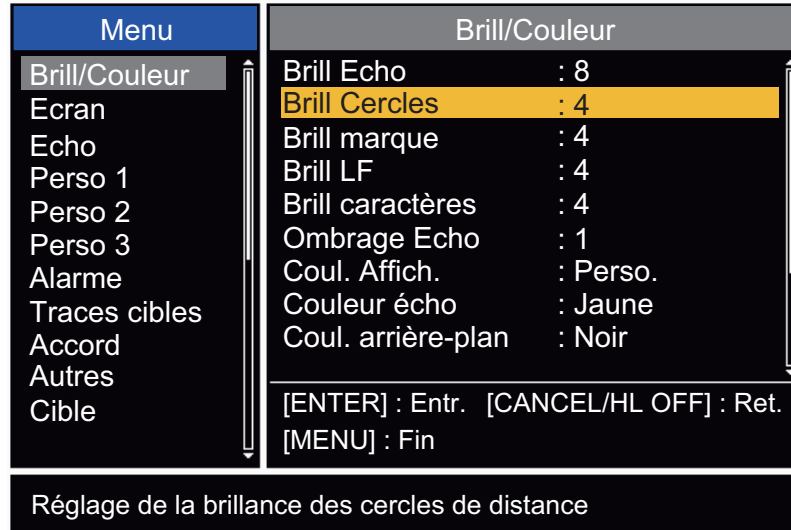 Menu
Brill/Couleur
Ecran
Echo
Perso 1
Perso 2
Perso 3
Alarme
Traces cibles
Accord
Autres
Cible
Brill/Couleur
Brill Echo : 8
Brill Cercles : 4
Brill marque : 4
Brill LF : 4
Brill caractères : 4
Ombrage Echo : 1
Coul. Affich. : Perso.
Couleur écho : Jaune
Coul. arrière-plan : Noir
[ENTER] : Entr. [CANCEL/HL OFF] : Ret.
[MENU] : Fin
Réglage de la brillance des cercles de distance